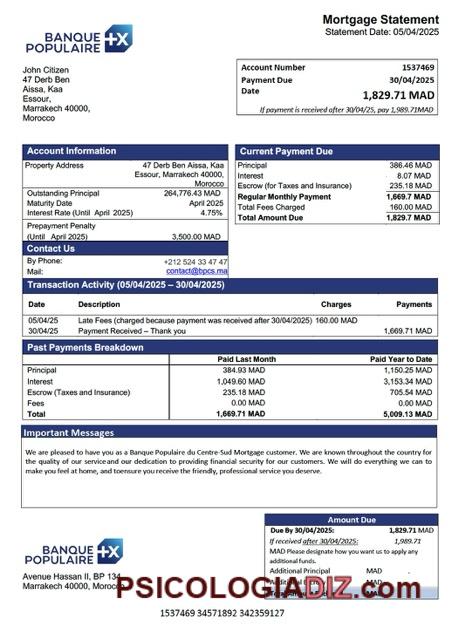 Mortgage Statement
Statement Date: 05/04/2025
BANQUE
POPULAIRE
John Citizen
47 Derb Ben
Aissa, Kaa
Essour,
Marrakech 40000,
Morocco
Account Number 1537469
Payment Due 30/04/2025
Date
1,829.71 MAD
If payment is received after 30/04/25, pay 1,989.71MAD
Account Information
Property Address 47 Derb Ben Aissa, Kaa
Essour, Marrakech 40000,
Morocco
Outstanding Principal 264,776.43 MAD
Maturity Date April 2025
Interest Rate (Until April 2025) 4.75%
Prepayment Penalty
(Until April 2025) 3,500.00 MAD
Contact Us
By Phone: +212 524 33 47 47
Mail: contact@bpcs.ma
Current Payment Due
Principal 386.46 MAD
Interest 8.07 MAD
Escrow (for Taxes and Insurance) 235.18 MAD
Regular Monthly Payment 1,669.7 MAD
Total Fees Charged 160.00 MAD
Total Amount Due 1,829.7 MAD
Transaction Activity (05/04/2025 – 30/04/2025)
Date Description Charges Payments
05/04/25 Late Fees (charged because payment was received after 30/04/2025) 160.00 MAD
30/04/25 Payment Received – Thank you 1,669.71 MAD
Past Payments Breakdown
Paid Last Month Paid Year to Date
Principal 384.93 MAD 1,150.25 MAD
Interest 1,049.60 MAD 3,153.34 MAD
Escrow (Taxes and Insurance) 235.18 MAD 705.54 MAD
Fees 0.00 MAD 0.00 MAD
Total 1,669.71 MAD 5,009.13 MAD
Important Messages
We are pleased to have you as a Banque Populaire du Centre-Sud Mortgage customer. We are known throughout the country for
the quality of our service and our dedication to providing financial security for our customers. We will do everything we can to
make you feel at home, and toensure you receive the friendly, professional service you deserve.
BANQUE
POPULAIRE
Avenue Hassan II, BP 134,
Marrakech 40000, Morocco
Amount Due
Due By 30/04/2025: 1,829.71 MAD
If received after 30/04/2025: 1,989.71
MAD Please designate how you want us to apply any
additional funds.
Additional Principal MAD
MAD
PSICOLOGIADIZ.com
1537469 34571892 342359127